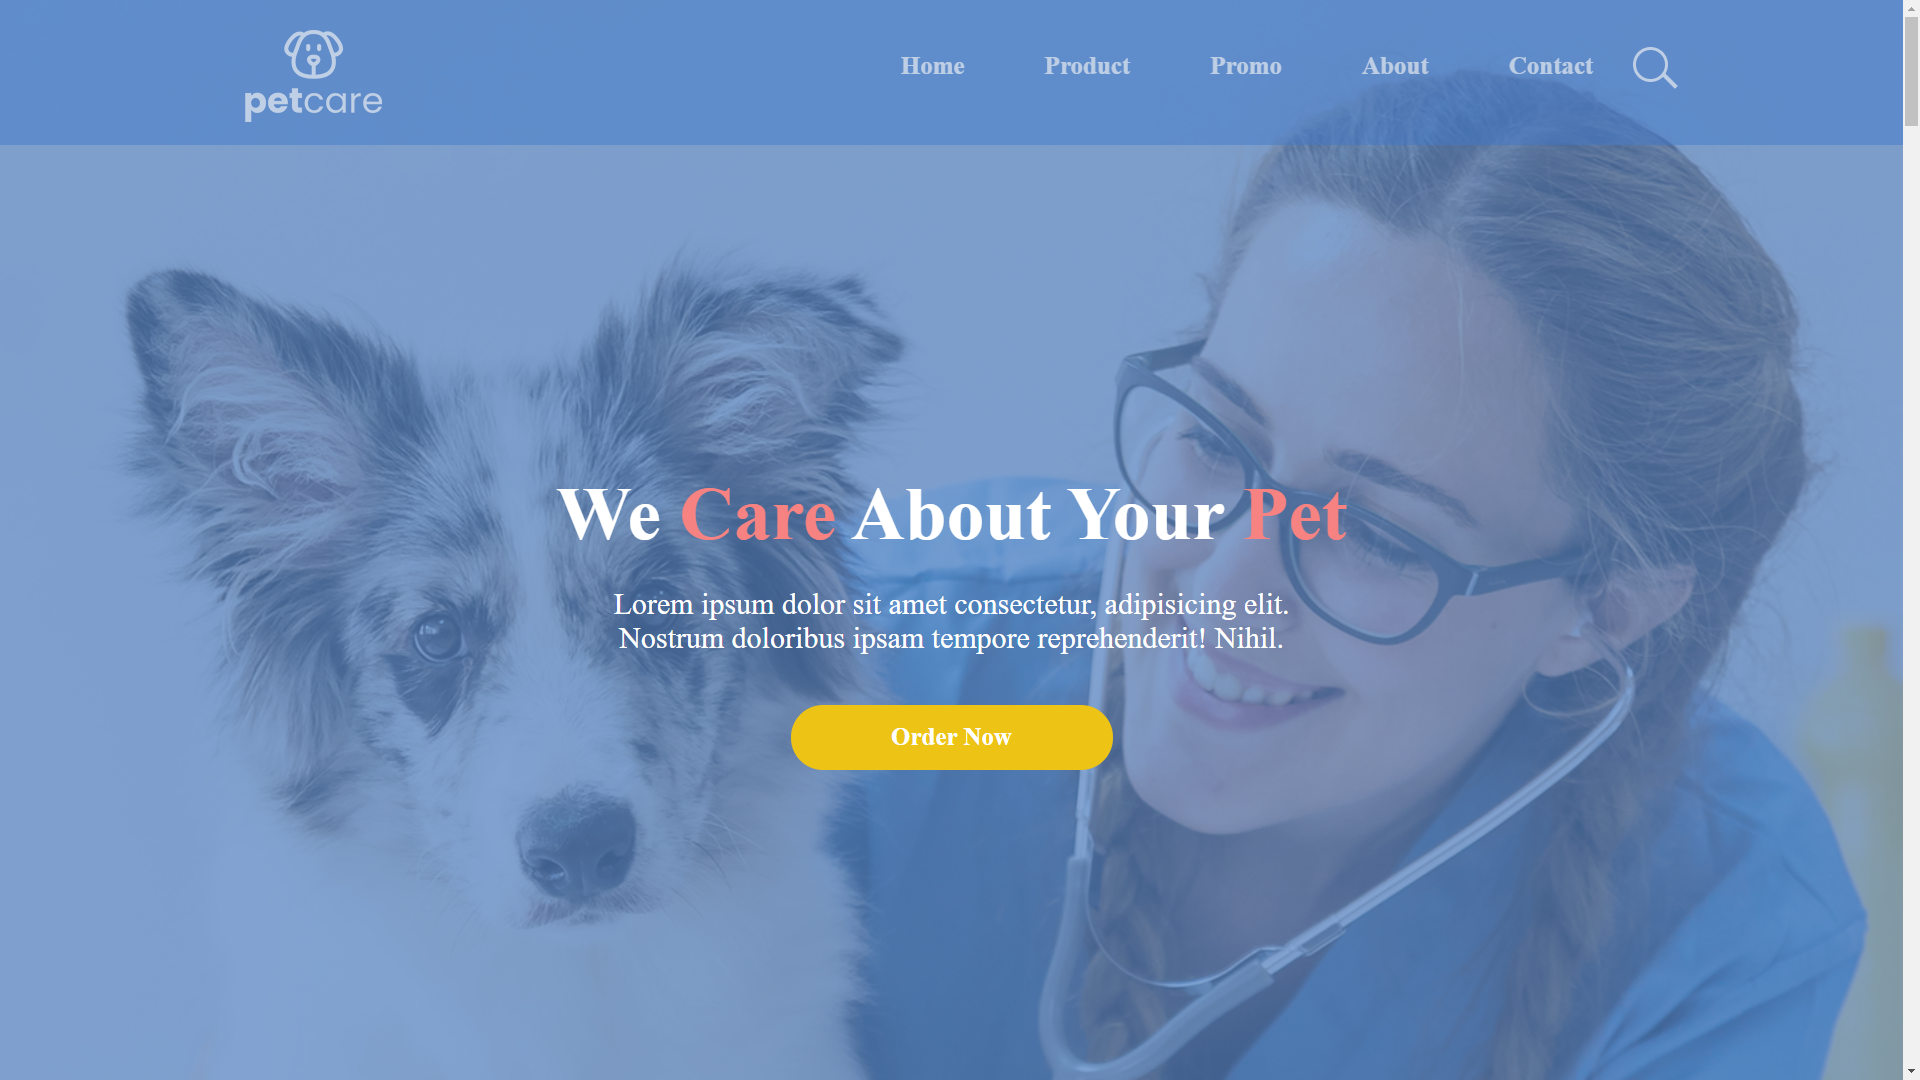 petcare
Home Product Promo About Contact
We Care About Your Pet
Lorem ipsum dolor sit amet consectetur, adipisicing elit.
Nostrum doloribus ipsam tempore reprehenderit! Nihil.
Order Now